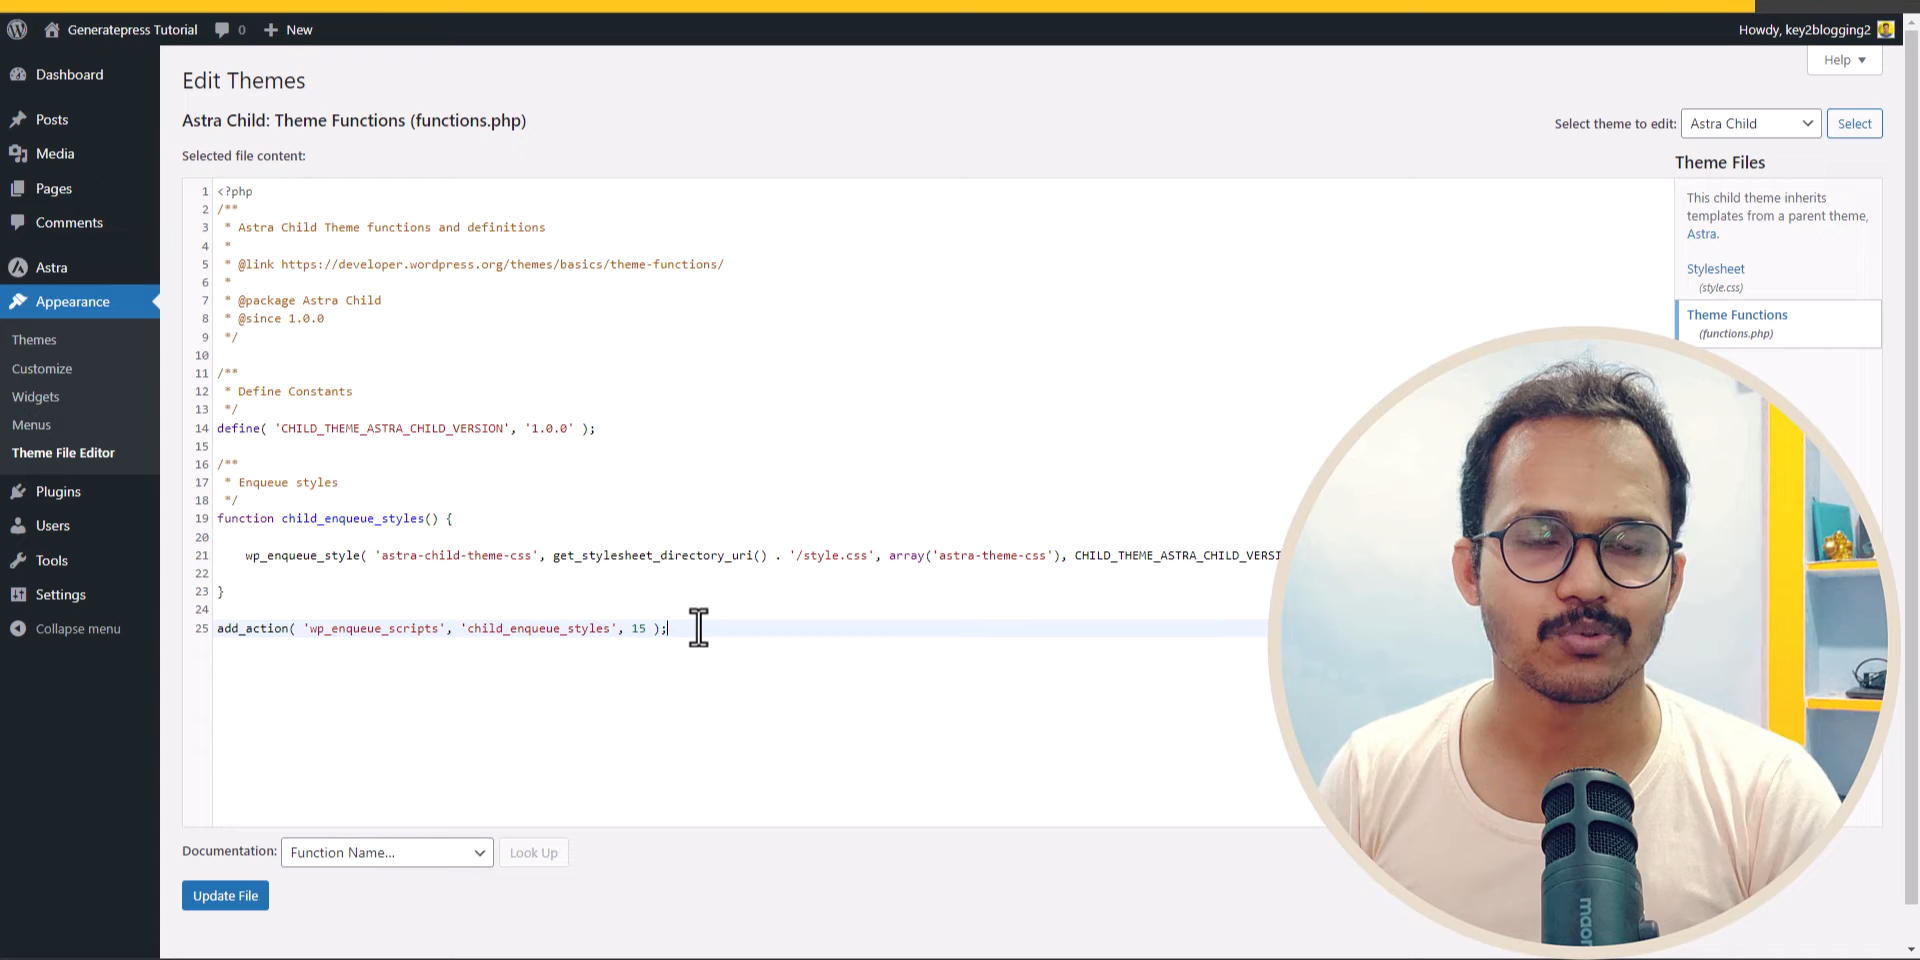 Generatepress Tutorial 0 New Howdy, key2blogging2
Help
Dashboard
Posts
Media
Pages
Comments
Astra
Appearance
Themes
Customize
Widgets
Menus
Theme File Editor
Plugins
Users
Tools
Settings
Collapse menu
Edit Themes
Astra Child: Theme Functions (functions.php)
Select theme to edit: Astra Child Select
Selected file content:
1 <?php
2 /**
3 * Astra Child Theme functions and definitions
4 *
5 * @link https://developer.wordpress.org/themes/basics/theme-functions/
6 *
7 * @package Astra Child
8 * @since 1.0.0
9 */
10
11 /**
12 * Define Constants
13 */
14 define( 'CHILD_THEME_ASTRA_CHILD_VERSION', '1.0.0' );
15
16 /**
17 * Enqueue styles
18 */
19 function child_enqueue_styles() {
20
21 wp_enqueue_style( 'astra-child-theme-css', get_stylesheet_directory_uri() . '/style.css', array('astra-theme-css'), CHILD_THEME_ASTRA_CHILD_VERSI
22
23 }
24
25 add_action( 'wp_enqueue_scripts', 'child_enqueue_styles', 15 );
Theme Files
This child theme inherits
templates from a parent theme,
Astra.
Stylesheet
(style.css)
Theme Functions
(functions.php)
Documentation: Function Name... Look Up
Update File
maon